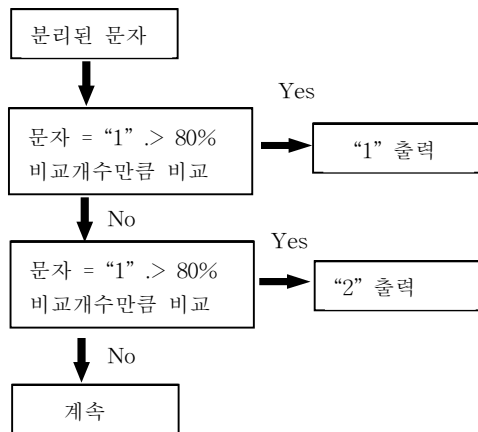 분리된 문자
Yes
문자 = “1” .> 80%
비교개수만큼 비교
“1” 출력
No
Yes
문자 = “1” .> 80%
비교개수만큼 비교
“2” 출력
No
계속